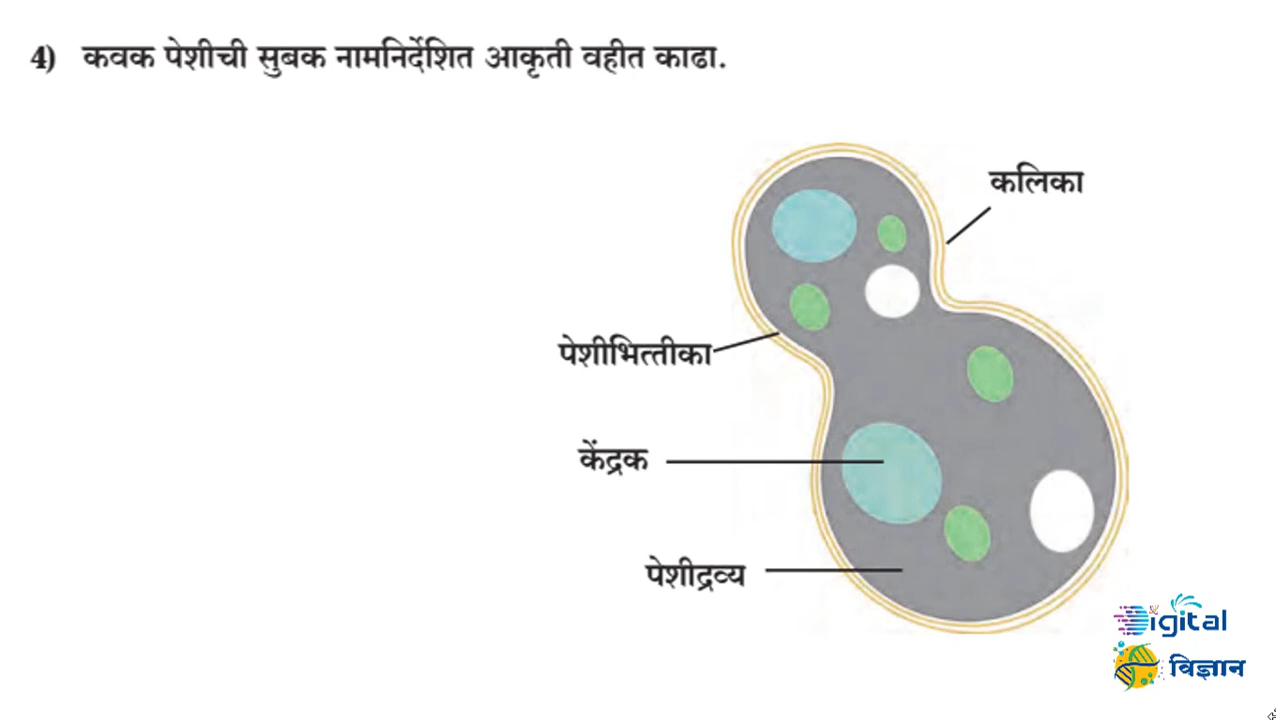 4) कवक पेशीची सुबक नामनिर्देशित आकृती वहीत काढा.
कलिका
पेशीभित्तीका
केंद्रक
पेशीद्रव्य
Digital
विज्ञान